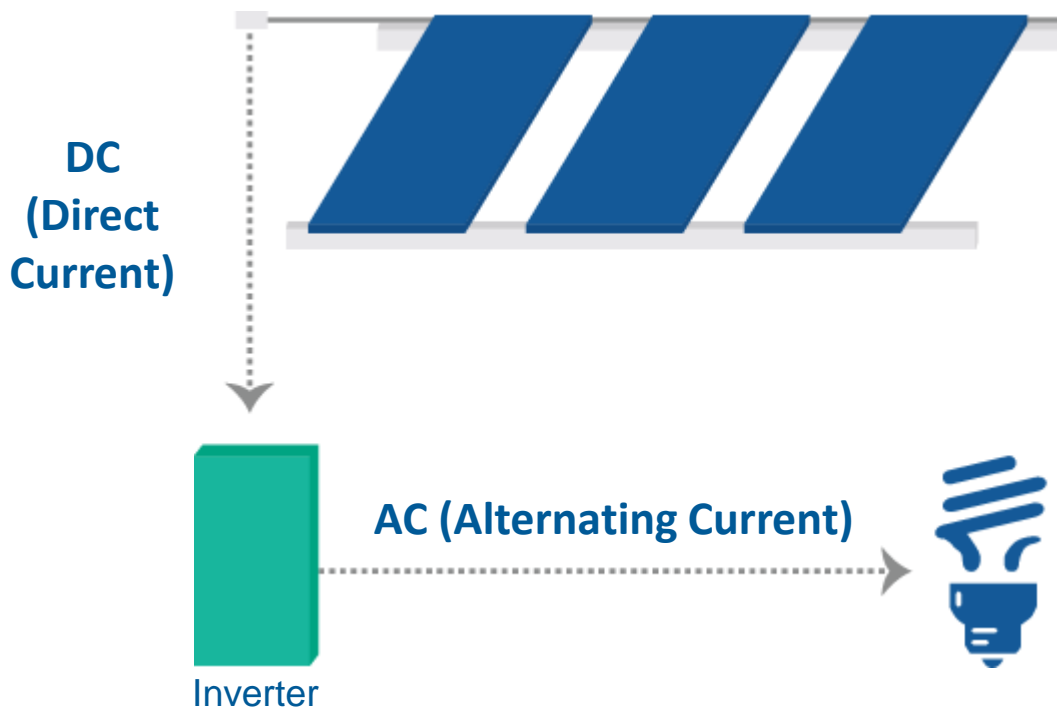 DC
(Direct
Current)
AC (Alternating Current)
Inverter